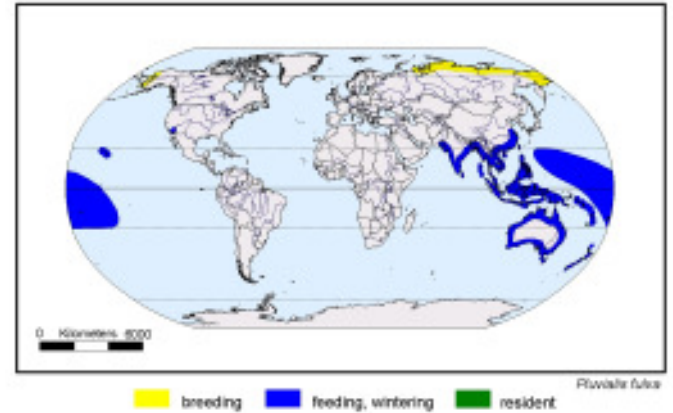 0 Kilometers 6000
Pluvialis fulva
breeding feeding, wintering resident